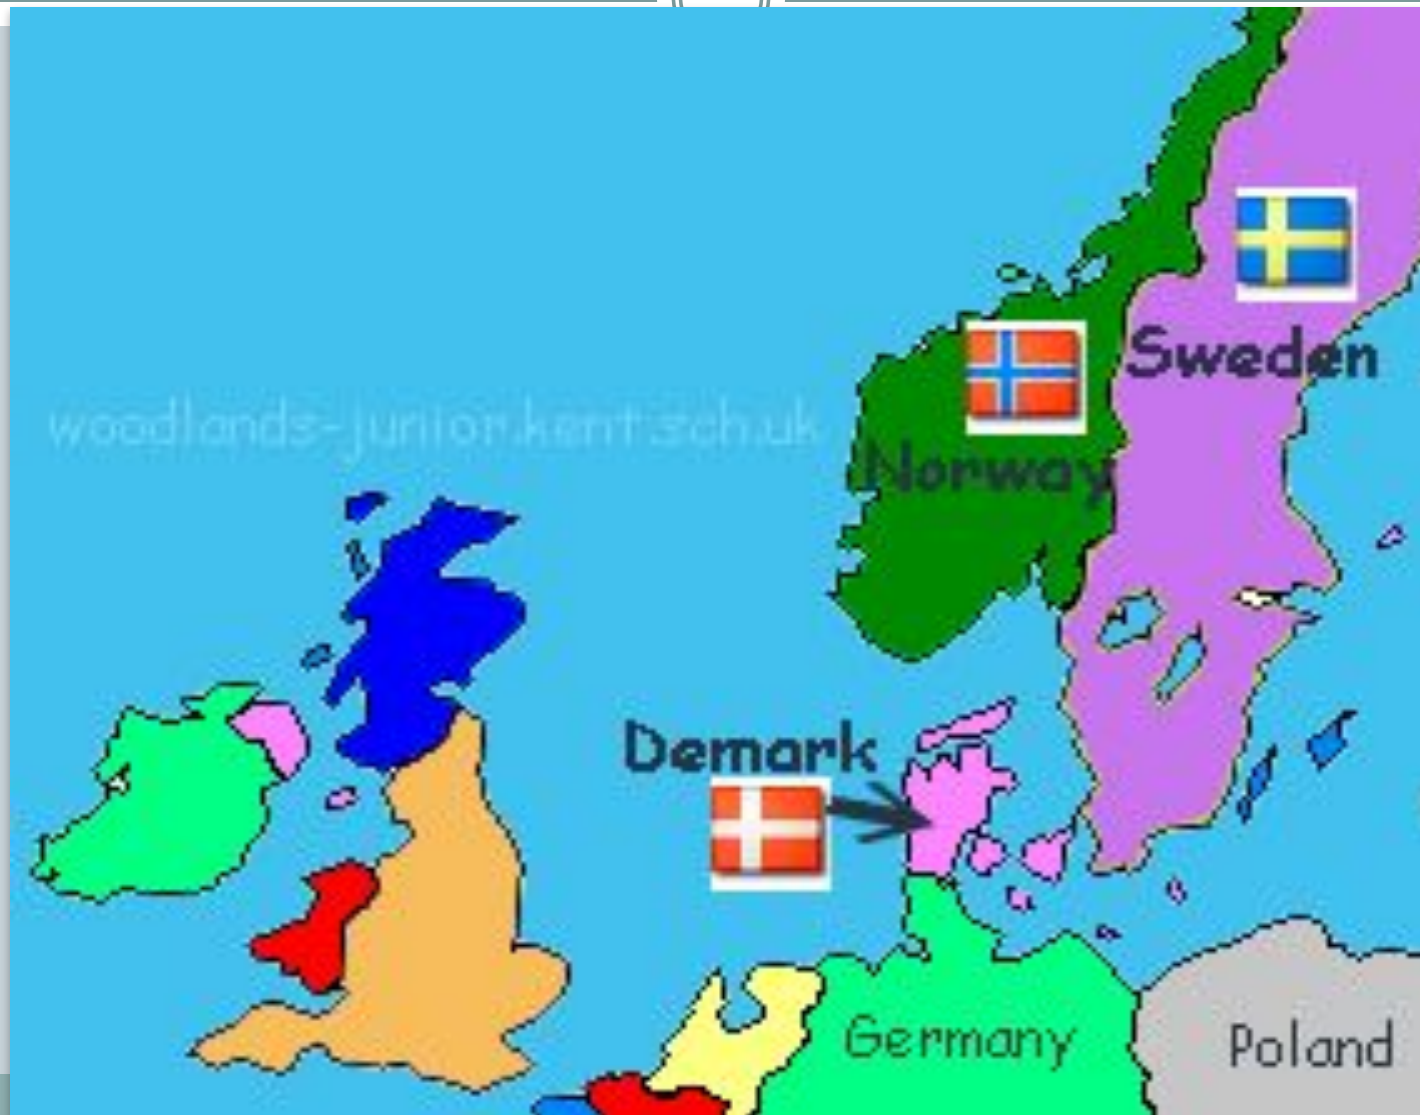 Sweden
woodlands-junior.kent.sch.uk
Norway
Demark
Germany
Poland